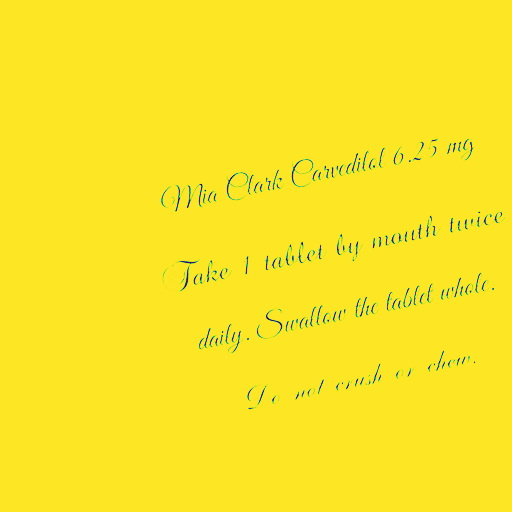 Mia Clark Carvedilol 6.25 mg
Take 1 tablet by mouth twice
daily. Swallow the tablet whole.
Do not crush or chew.